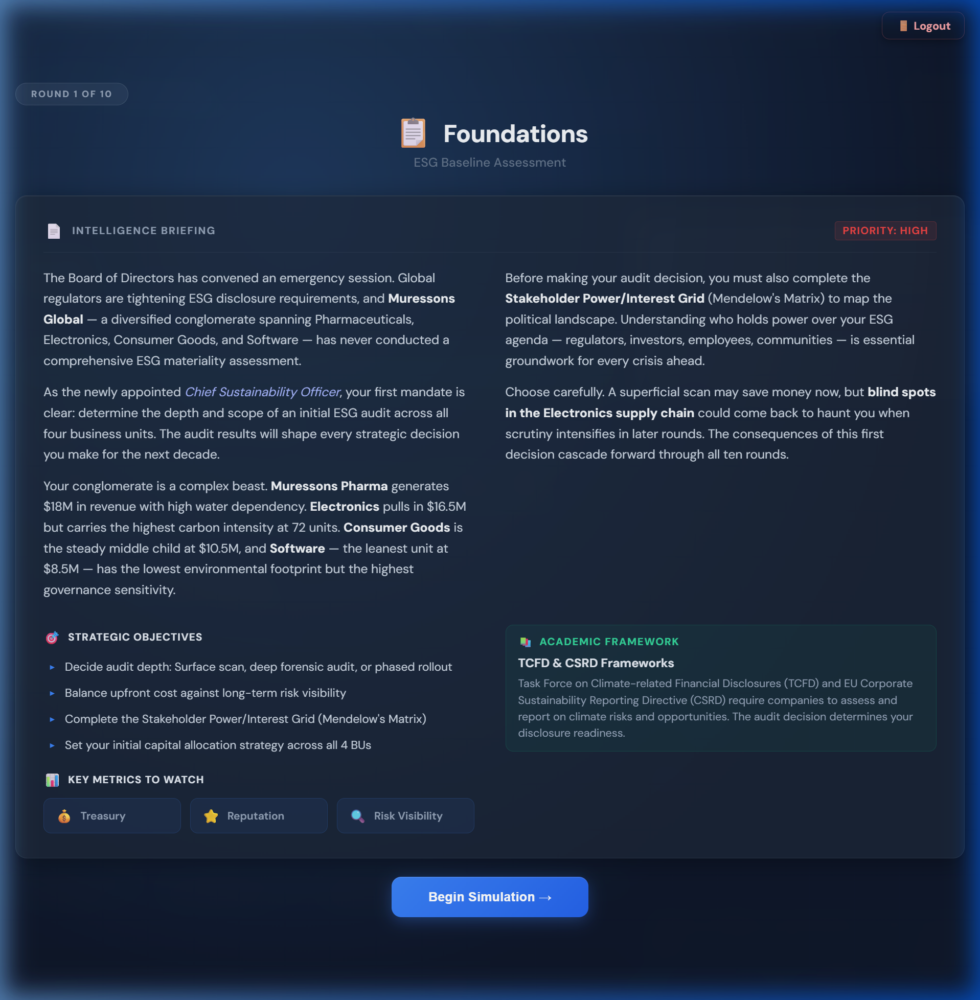 Logout
ROUND 1 OF 10
Foundations
ESG Baseline Assessment
INTELLIGENCE BRIEFING
PRIORITY: HIGH
The Board of Directors has convened an emergency session. Global
regulators are tightening ESG disclosure requirements, and Muressons
Global — a diversified conglomerate spanning Pharmaceuticals,
Electronics, Consumer Goods, and Software — has never conducted a
comprehensive ESG materiality assessment.
As the newly appointed Chief Sustainability Officer, your first mandate is
clear: determine the depth and scope of an initial ESG audit across all
four business units. The audit results will shape every strategic decision
you make for the next decade.
Your conglomerate is a complex beast. Muressons Pharma generates
$18M in revenue with high water dependency. Electronics pulls in $16.5M
but carries the highest carbon intensity at 72 units. Consumer Goods is
the steady middle child at $10.5M, and Software — the leanest unit at
$8.5M — has the lowest environmental footprint but the highest
governance sensitivity.
Before making your audit decision, you must also complete the
Stakeholder Power/Interest Grid (Mendelow's Matrix) to map the
political landscape. Understanding who holds power over your ESG
agenda — regulators, investors, employees, communities — is essential
groundwork for every crisis ahead.
Choose carefully. A superficial scan may save money now, but blind spots
in the Electronics supply chain could come back to haunt you when
scrutiny intensifies in later rounds. The consequences of this first
decision cascade forward through all ten rounds.
STRATEGIC OBJECTIVES
▸ Decide audit depth: Surface scan, deep forensic audit, or phased rollout
▸ Balance upfront cost against long-term risk visibility
▸ Complete the Stakeholder Power/Interest Grid (Mendelow's Matrix)
▸ Set your initial capital allocation strategy across all 4 BUs
ACADEMIC FRAMEWORK
TCFD & CSRD Frameworks
Task Force on Climate-related Financial Disclosures (TCFD) and EU Corporate
Sustainability Reporting Directive (CSRD) require companies to assess and
report on climate risks and opportunities. The audit decision determines your
disclosure readiness.
KEY METRICS TO WATCH
Treasury
Reputation
Risk Visibility
Begin Simulation →